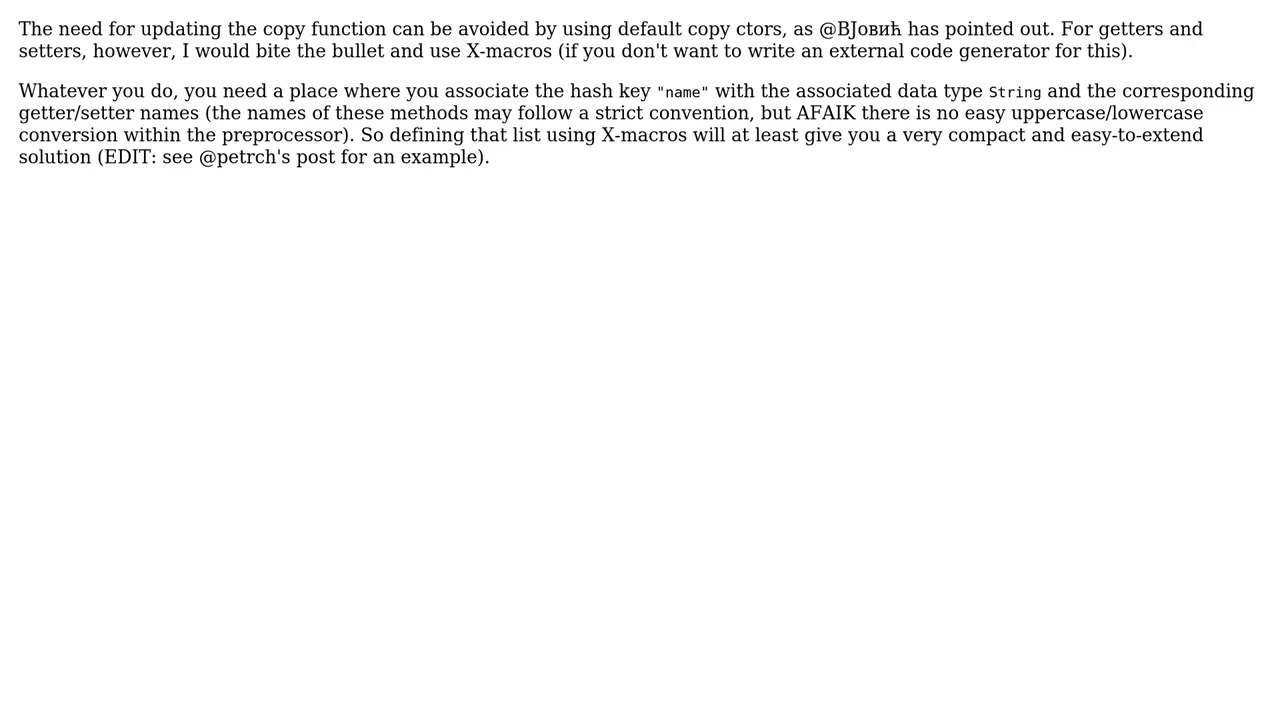 The need for updating the copy function can be avoided by using default copy ctors, as @BЈовић has pointed out. For getters and
setters, however, I would bite the bullet and use X-macros (if you don't want to write an external code generator for this).
Whatever you do, you need a place where you associate the hash key "name" with the associated data type String and the corresponding
getter/setter names (the names of these methods may follow a strict convention, but AFAIK there is no easy uppercase/lowercase
conversion within the preprocessor). So defining that list using X-macros will at least give you a very compact and easy-to-extend
solution (EDIT: see @petrch's post for an example).